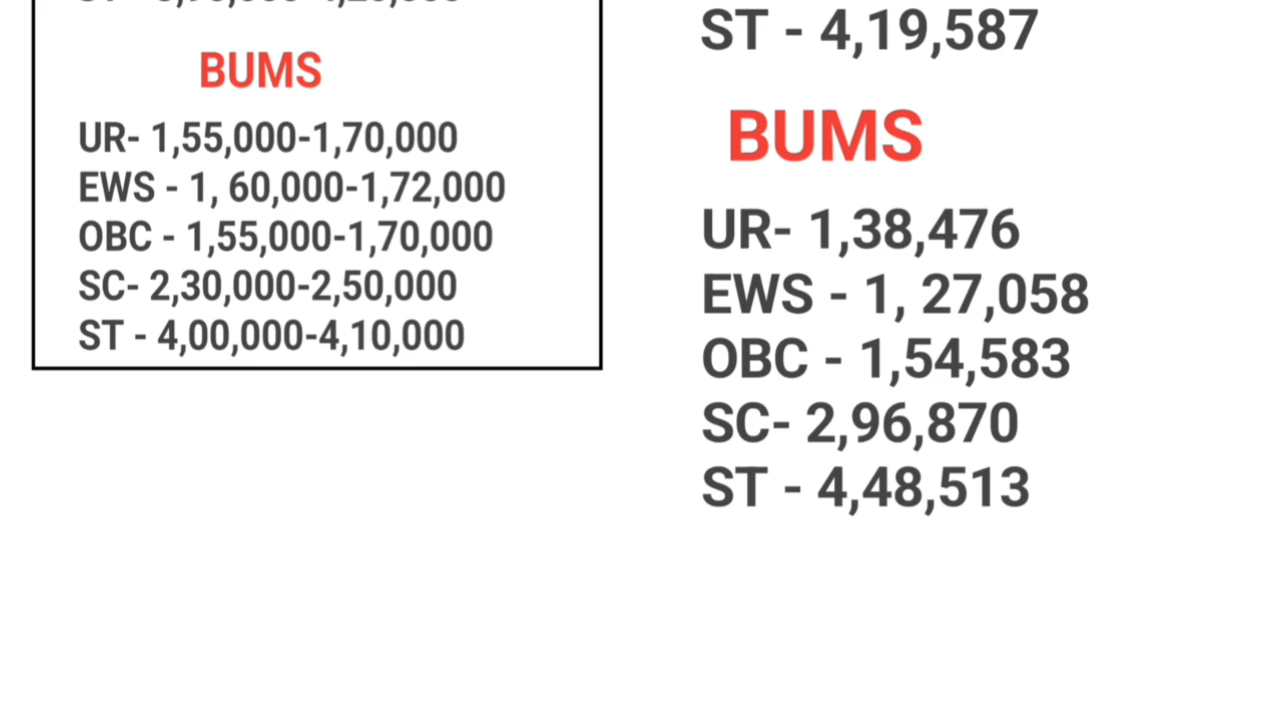 BUMS
UR- 1,55,000-1,70,000
EWS - 1, 60,000-1,72,000
OBC - 1,55,000-1,70,000
SC- 2,30,000-2,50,000
ST - 4,00,000-4,10,000
ST - 4,19,587
BUMS
UR- 1,38,476
EWS - 1, 27,058
OBC - 1,54,583
SC- 2,96,870
ST - 4,48,513